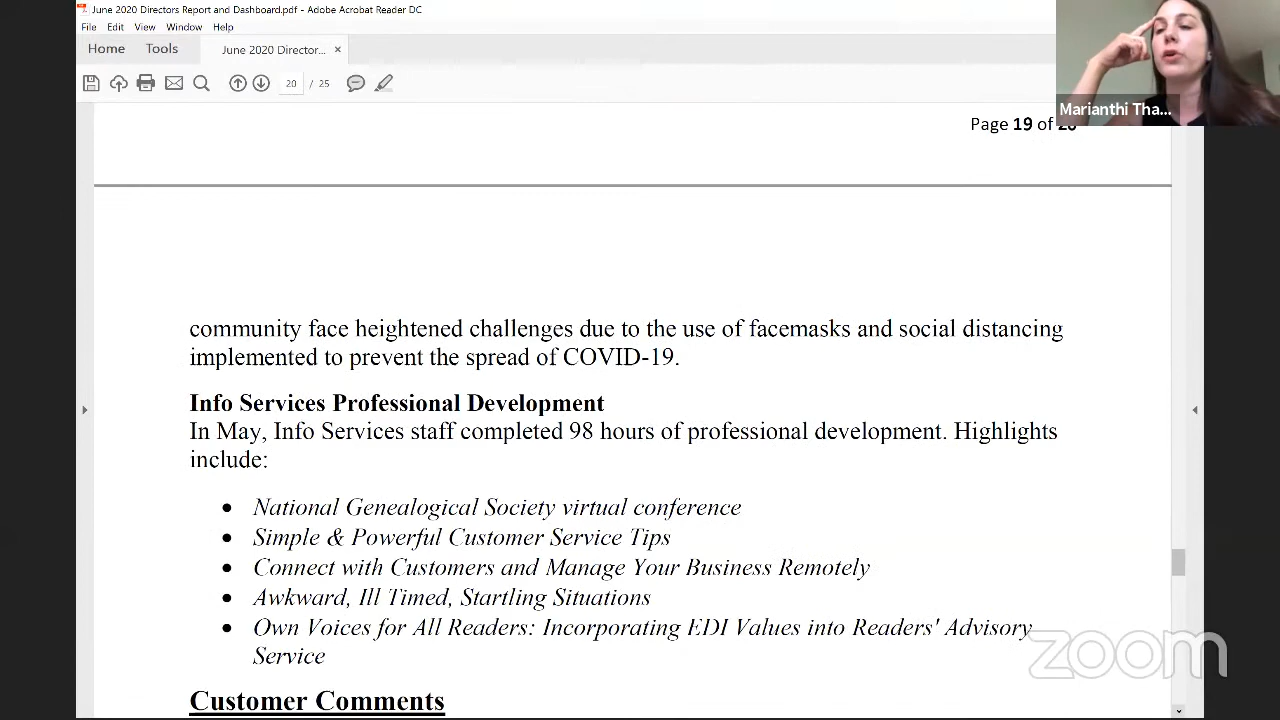 June 2020 Directors Report and Dashboard.pdf - Adobe Acrobat Reader DC
File Edit View Window Help
Home Tools June 2020 Director... ×
20 / 25
Marianthi Tha...
Page 19 of
community face heightened challenges due to the use of facemasks and social distancing
implemented to prevent the spread of COVID-19.
Info Services Professional Development
In May, Info Services staff completed 98 hours of professional development. Highlights
include:
• National Genealogical Society virtual conference
• Simple & Powerful Customer Service Tips
• Connect with Customers and Manage Your Business Remotely
• Awkward, Ill Timed, Startling Situations
• Own Voices for All Readers: Incorporating EDI Values into Readers' Advisory
Service
zoom
Customer Comments